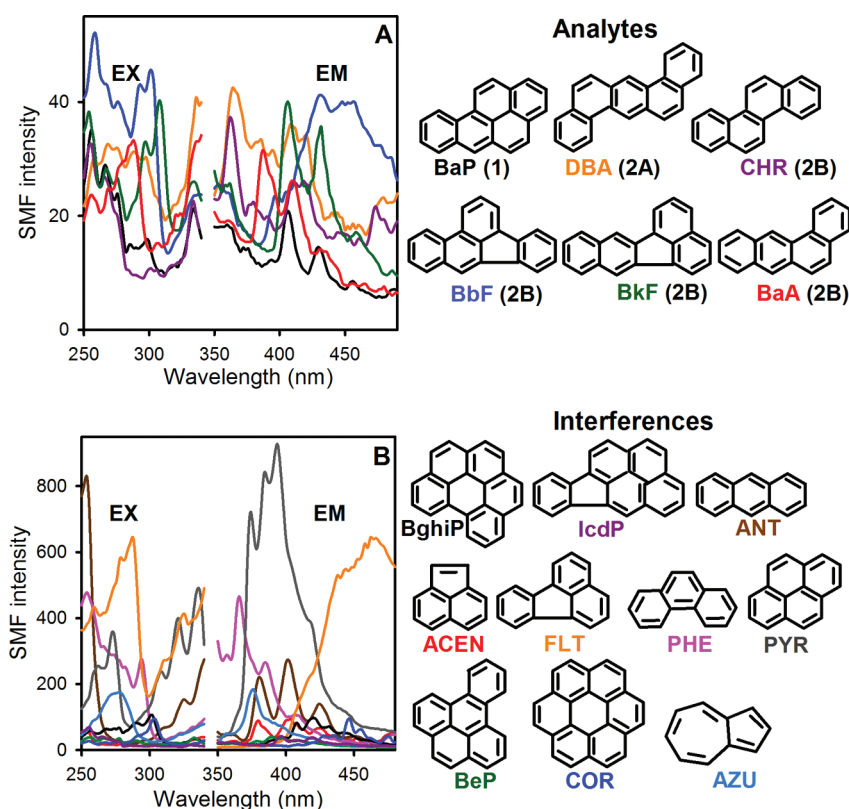 A
Analytes
EX
EM
SMF intensity
60
40
20
0
250
300
350
400
450
Wavelength (nm)
BaP (1)
DBA (2A)
CHR (2B)
BbF (2B)
BkF (2B)
BaA (2B)
B
Interferences
EX
EM
SMF intensity
800
600
400
200
0
250
300
350
400
450
Wavelength (nm)
BghiP
IcdP
ANT
ACEN
FLT
PHE
PYR
BeP
COR
AZU